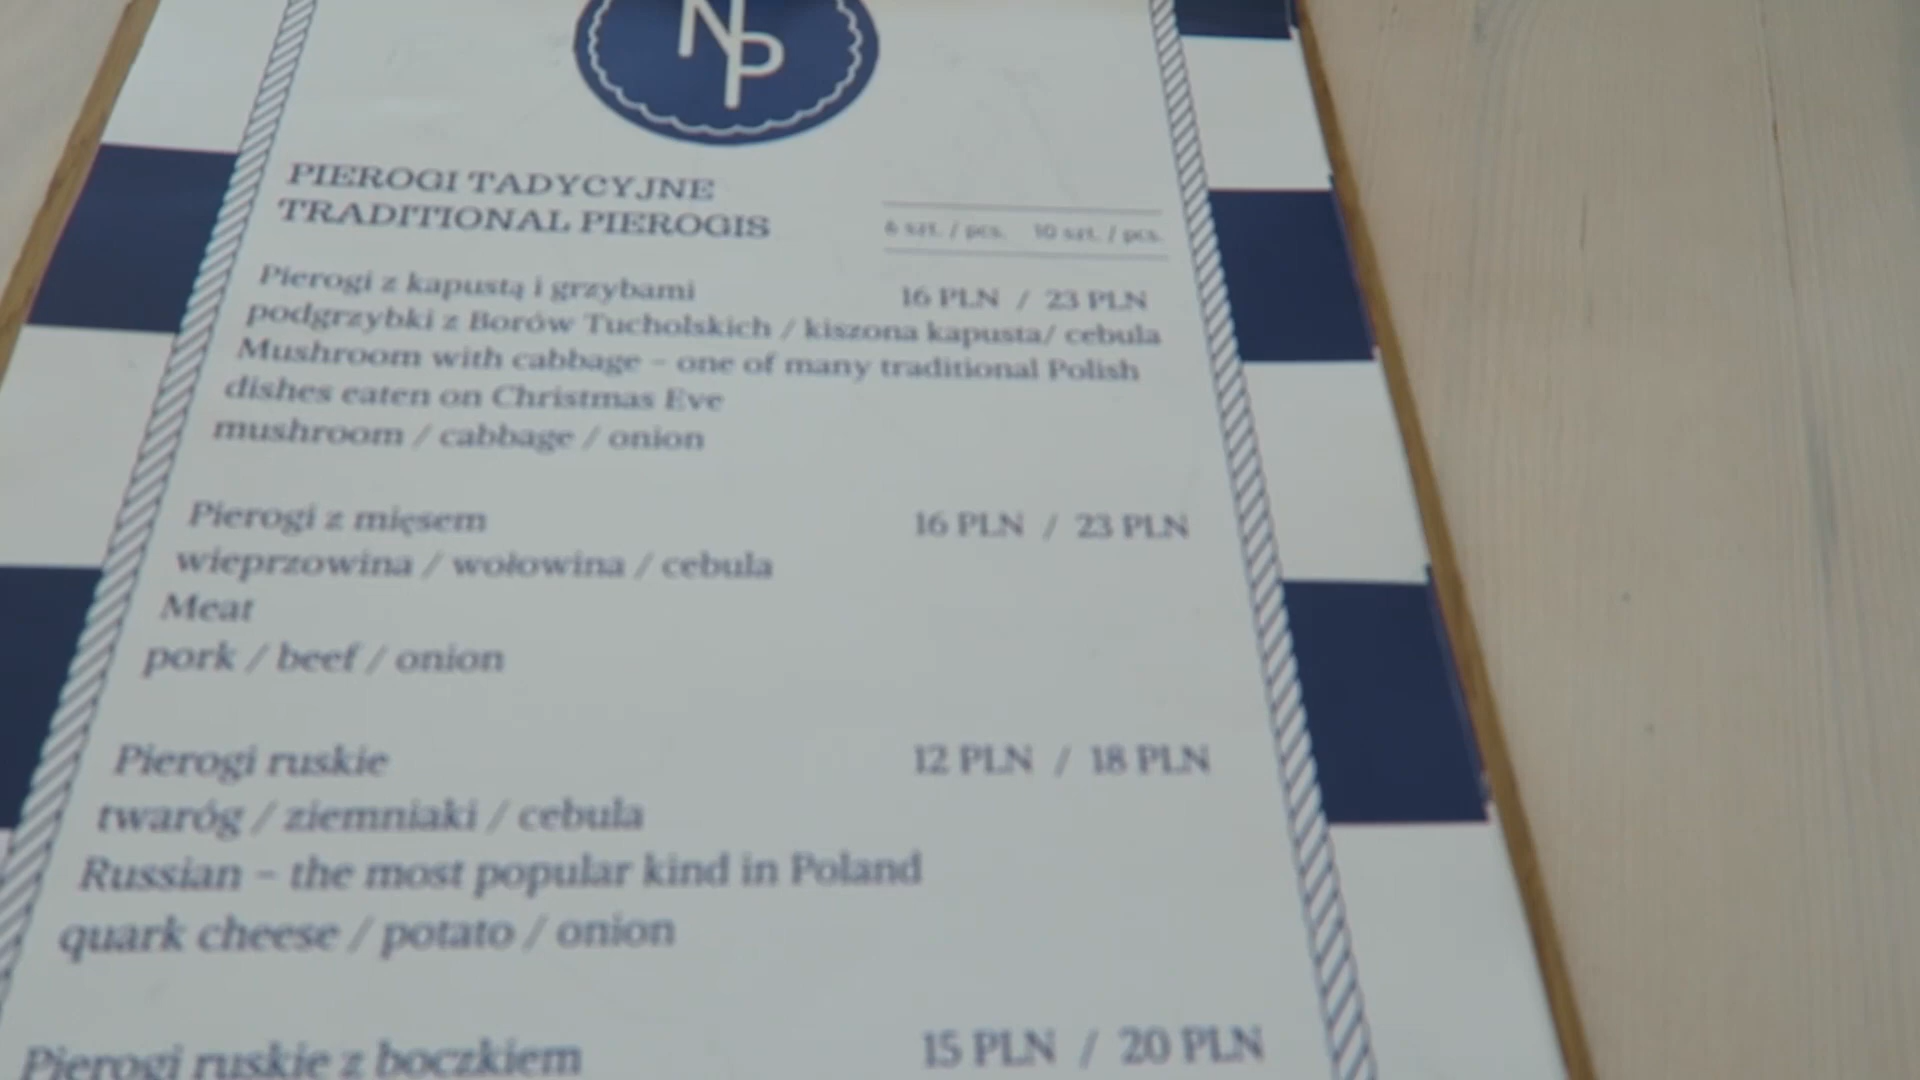 NP
PIEROGI TADYCYJNE
TRADITIONAL PIEROGIS
6 szt. / pcs. 10 szt. / pcs.
Pierogi z kapustą i grzybami 16 PLN / 23 PLN
podgrzybki z Borów Tucholskich / kiszona kapusta/ cebula
Mushroom with cabbage – one of many traditional Polish
dishes eaten on Christmas Eve
mushroom / cabbage / onion
Pierogi z mięsem 16 PLN / 23 PLN
wieprzowina / wołowina / cebula
Meat
pork / beef / onion
Pierogi ruskie 12 PLN / 18 PLN
twaróg / ziemniaki / cebula
Russian – the most popular kind in Poland
quark cheese / potato / onion
Pierogi ruskie z boczkiem 15 PLN / 20 PLN